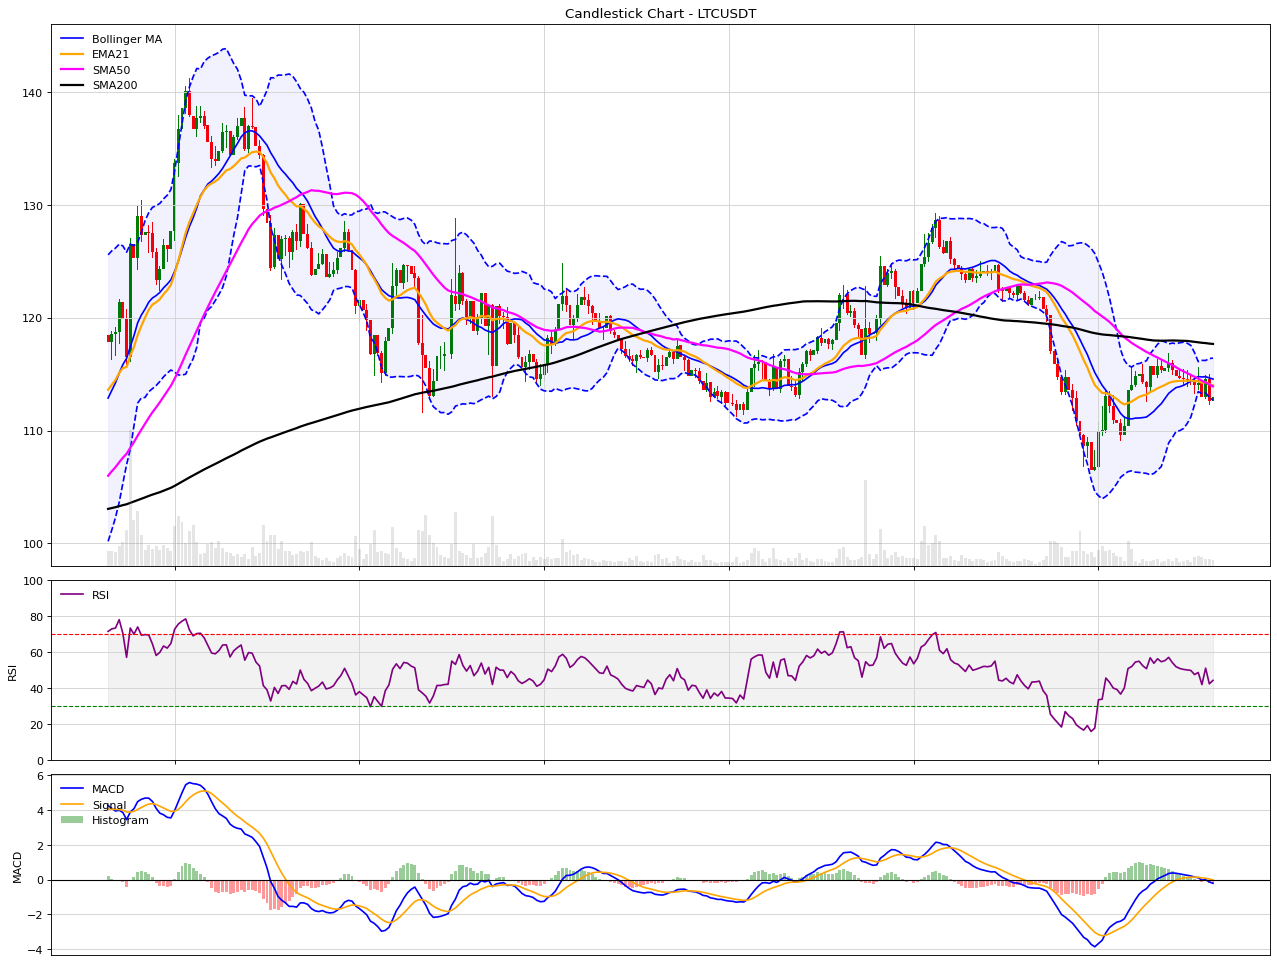 Candlestick Chart - LTCUSDT
Bollinger MA
EMA21
SMA50
SMA200
140
130
120
110
100
RSI
100
80
60
40
20
0
RSI
MACD
Signal
Histogram
6
4
2
0
−2
−4
MACD